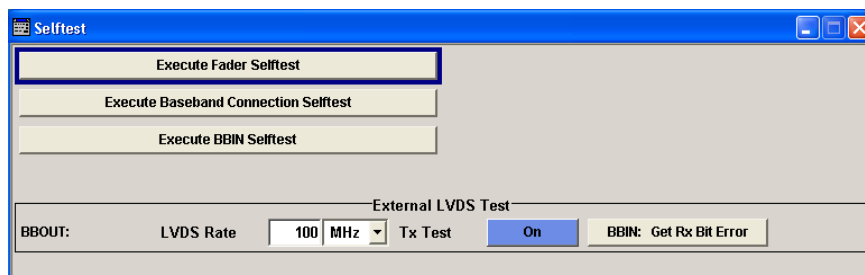 Selftest
Execute Fader Selftest
Execute Baseband Connection Selftest
Execute BBIN Selftest
External LVDS Test
BBOUT: LVDS Rate 100 MHz Tx Test On BBIN: Get Rx Bit Error